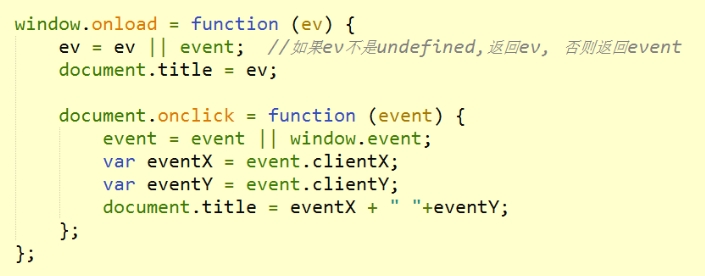 window.onload = function (ev) {
    ev = ev || event;  //如果ev不是undefined,返回ev, 否则返回event
    document.title = ev;

    document.onclick = function (event) {
        event = event || window.event;
        var eventX = event.clientX;
        var eventY = event.clientY;
        document.title = eventX + " "+eventY;
    };
};